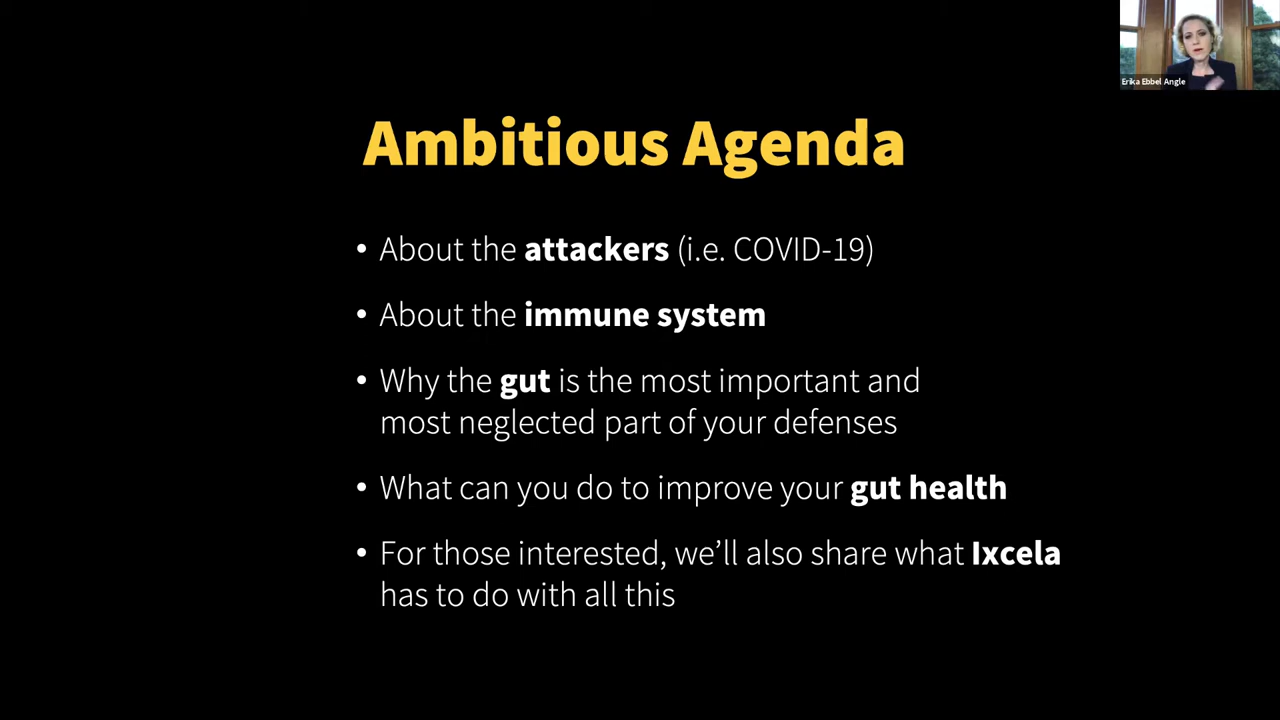 Erika Ebbel Angle
Ambitious Agenda
• About the attackers (i.e. COVID-19)
• About the immune system
• Why the gut is the most important and
most neglected part of your defenses
• What can you do to improve your gut health
• For those interested, we’ll also share what Ixcela
has to do with all this